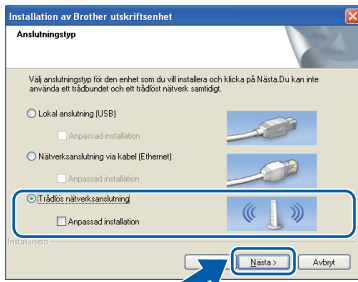 Installation av Brother utskriftsenhet
Anslutningstyp
Välj anslutningstyp för den enhet som du vill installera och klicka på Nästa.Du kan inte
använda ett trådbundet och ett trådlöst nätverk samtidigt.
Lokal anslutning (USB)
Anpassad installation
Nätverksanslutning via kabel (Ethernet)
Anpassad installation
Trådlös nätverksanslutning
Anpassad installation
InstallShield
Nästa >
Avbryt